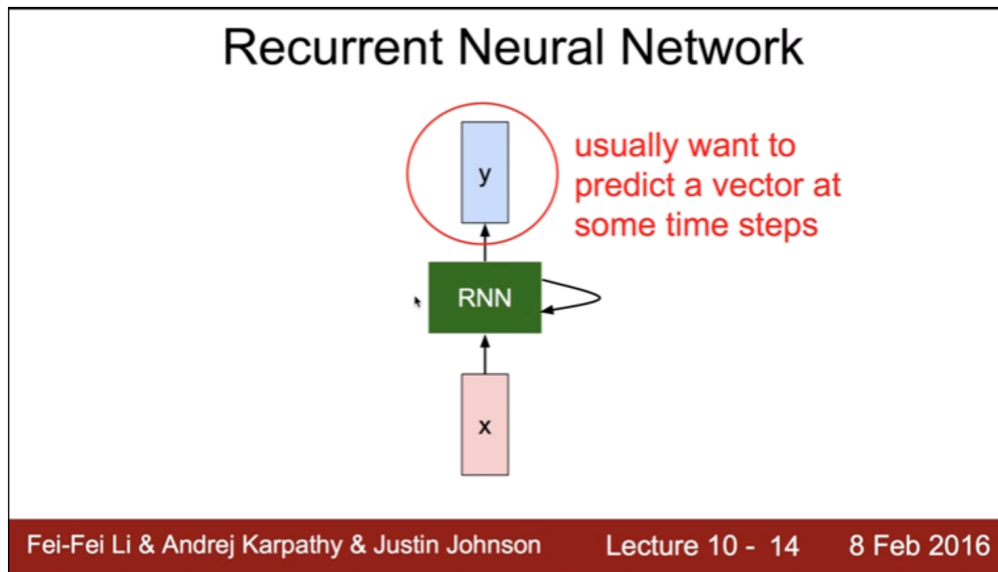 Recurrent Neural Network
y
usually want to
predict a vector at
some time steps
RNN
x
Fei-Fei Li & Andrej Karpathy & Justin Johnson Lecture 10 - 14 8 Feb 2016